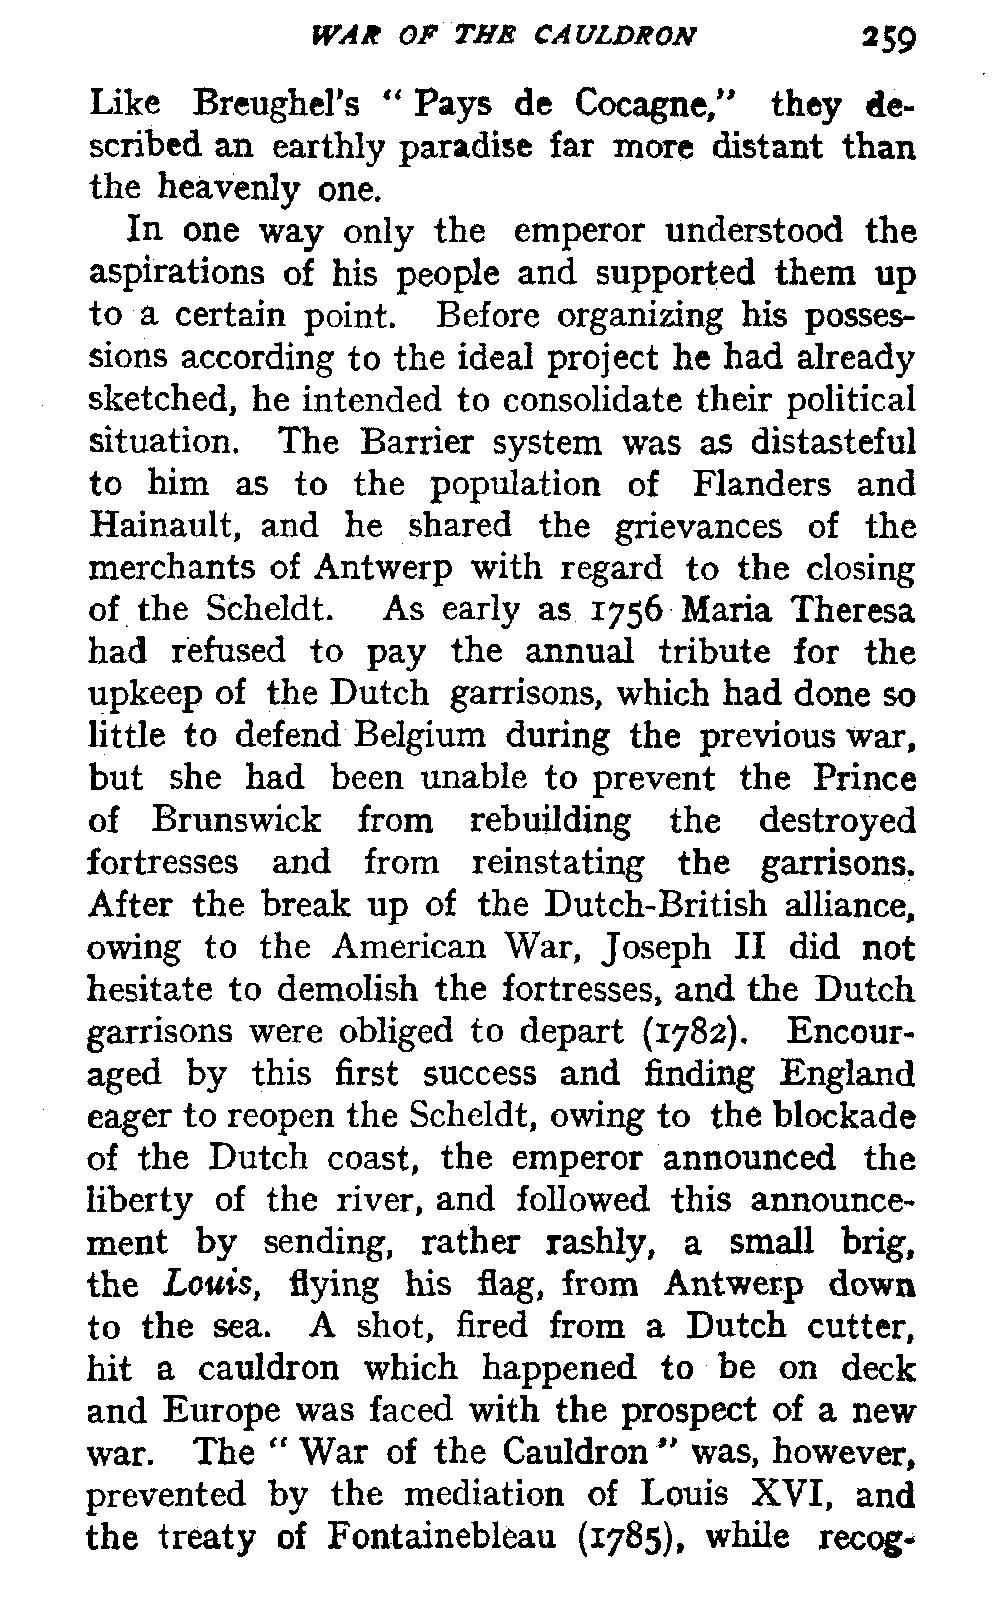 WAR OF THE CAULDRON 259
Like Breughel's " Pays de Cocagne," they de-
scribed an earthly paradise far more distant than
the heavenly one.
In one way only the emperor understood the
aspirations of his people and supported them up
to a certain point. Before organizing his posses-
sions according to the ideal project he had already
sketched, he intended to consolidate their political
situation. The Barrier system was as distasteful
to him as to the population of Flanders and
Hainault, and he shared the grievances of the
merchants of Antwerp with regard to the closing
of the Scheldt. As early as 1756 Maria Theresa
had refused to pay the annual tribute for the
upkeep of the Dutch garrisons, which had done so
little to defend Belgium during the previous war,
but she had been unable to prevent the Prince
of Brunswick from rebuilding the destroyed
fortresses and from reinstating the garrisons.
After the break up of the Dutch-British alliance,
owing to the American War, Joseph II did not
hesitate to demolish the fortresses, and the Dutch
garrisons were obliged to depart (1782). Encour-
aged by this first success and finding England
eager to reopen the Scheldt, owing to the blockade
of the Dutch coast, the emperor announced the
liberty of the river, and followed this announce-
ment by sending, rather rashly, a small brig,
the Louis, flying his flag, from Antwerp down
to the sea. A shot, fired from a Dutch cutter,
hit a cauldron which happened to be on deck
and Europe was faced with the prospect of a new
war. The " War of the Cauldron " was, however,
prevented by the mediation of Louis XVI, and
the treaty of Fontainebleau (1785), while recog-